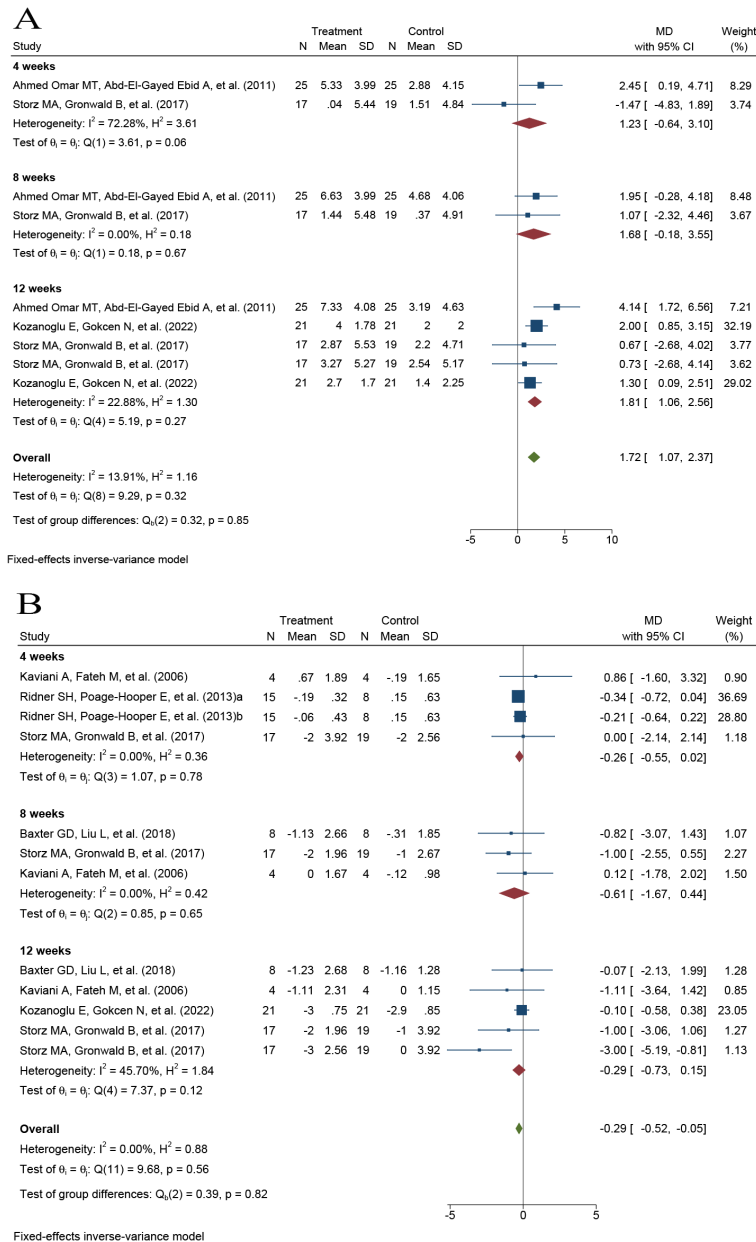 A
Treatment Control MD Weight
Study N Mean SD N Mean SD with 95% CI (%)
4 weeks
Ahmed Omar MT, Abd-El-Gayed Ebid A, et al. (2011) 25 5.33 3.99 25 2.88 4.15 2.45 [ 0.19, 4.71] 8.29
Storz MA, Gronwald B, et al. (2017) 17 .04 5.44 19 1.51 4.84 -1.47 [ -4.83, 1.89] 3.74
Heterogeneity: I² = 72.28%, H² = 3.61 1.23 [ -0.64, 3.10]
Test of θi = θj: Q(1) = 3.61, p = 0.06
8 weeks
Ahmed Omar MT, Abd-El-Gayed Ebid A, et al. (2011) 25 6.63 3.99 25 4.68 4.06 1.95 [ -0.28, 4.18] 8.48
Storz MA, Gronwald B, et al. (2017) 17 1.44 5.48 19 .37 4.91 1.07 [ -2.32, 4.46] 3.67
Heterogeneity: I² = 0.00%, H² = 0.18 1.68 [ -0.18, 3.55]
Test of θi = θj: Q(1) = 0.18, p = 0.67
12 weeks
Ahmed Omar MT, Abd-El-Gayed Ebid A, et al. (2011) 25 7.33 4.08 25 3.19 4.63 4.14 [ 1.72, 6.56] 7.21
Kozanoglu E, Gokcen N, et al. (2022) 21 4 1.78 21 2 2 2.00 [ 0.85, 3.15] 32.19
Storz MA, Gronwald B, et al. (2017) 17 2.87 5.53 19 2.2 4.71 0.67 [ -2.68, 4.02] 3.77
Storz MA, Gronwald B, et al. (2017) 17 3.27 5.27 19 2.54 5.17 0.73 [ -2.68, 4.14] 3.62
Kozanoglu E, Gokcen N, et al. (2022) 21 2.7 1.7 21 1.4 2.25 1.30 [ 0.09, 2.51] 29.02
Heterogeneity: I² = 22.88%, H² = 1.30 1.81 [ 1.06, 2.56]
Test of θi = θj: Q(4) = 5.19, p = 0.27
Overall 1.72 [ 1.07, 2.37]
Heterogeneity: I² = 13.91%, H² = 1.16
Test of θi = θj: Q(8) = 9.29, p = 0.32
Test of group differences: Qb(2) = 0.32, p = 0.85
-5 0 5 10
Fixed-effects inverse-variance model
B
Treatment Control MD Weight
Study N Mean SD N Mean SD with 95% CI (%)
4 weeks
Kaviani A, Fateh M, et al. (2006) 4 .67 1.89 4 -.19 1.65 0.86 [ -1.60, 3.32] 0.90
Ridner SH, Poage-Hooper E, et al. (2013)a 15 -.19 .32 8 .15 .63 -0.34 [ -0.72, 0.04] 36.69
Ridner SH, Poage-Hooper E, et al. (2013)b 15 -.06 .43 8 .15 .63 -0.21 [ -0.64, 0.22] 28.80
Storz MA, Gronwald B, et al. (2017) 17 -2 3.92 19 -2 2.56 0.00 [ -2.14, 2.14] 1.18
Heterogeneity: I² = 0.00%, H² = 0.36 -0.26 [ -0.55, 0.02]
Test of θi = θj: Q(3) = 1.07, p = 0.78
8 weeks
Baxter GD, Liu L, et al. (2018) 8 -1.13 2.66 8 -.31 1.85 -0.82 [ -3.07, 1.43] 1.07
Storz MA, Gronwald B, et al. (2017) 17 -2 1.96 19 -1 2.67 -1.00 [ -2.55, 0.55] 2.27
Kaviani A, Fateh M, et al. (2006) 4 0 1.67 4 -.12 .98 0.12 [ -1.78, 2.02] 1.50
Heterogeneity: I² = 0.00%, H² = 0.42 -0.61 [ -1.67, 0.44]
Test of θi = θj: Q(2) = 0.85, p = 0.65
12 weeks
Baxter GD, Liu L, et al. (2018) 8 -1.23 2.68 8 -1.16 1.28 -0.07 [ -2.13, 1.99] 1.28
Kaviani A, Fateh M, et al. (2006) 4 -1.11 2.31 4 0 1.15 -1.11 [ -3.64, 1.42] 0.85
Kozanoglu E, Gokcen N, et al. (2022) 21 -3 .75 21 -2.9 .85 -0.10 [ -0.58, 0.38] 23.05
Storz MA, Gronwald B, et al. (2017) 17 -2 1.96 19 -1 3.92 -1.00 [ -3.06, 1.06] 1.27
Storz MA, Gronwald B, et al. (2017) 17 -3 2.56 19 0 3.92 -3.00 [ -5.19, -0.81] 1.13
Heterogeneity: I² = 45.70%, H² = 1.84 -0.29 [ -0.73, 0.15]
Test of θi = θj: Q(4) = 7.37, p = 0.12
Overall -0.29 [ -0.52, -0.05]
Heterogeneity: I² = 0.00%, H² = 0.88
Test of θi = θj: Q(11) = 9.68, p = 0.56
Test of group differences: Qb(2) = 0.39, p = 0.82
-5 0 5
Fixed-effects inverse-variance model